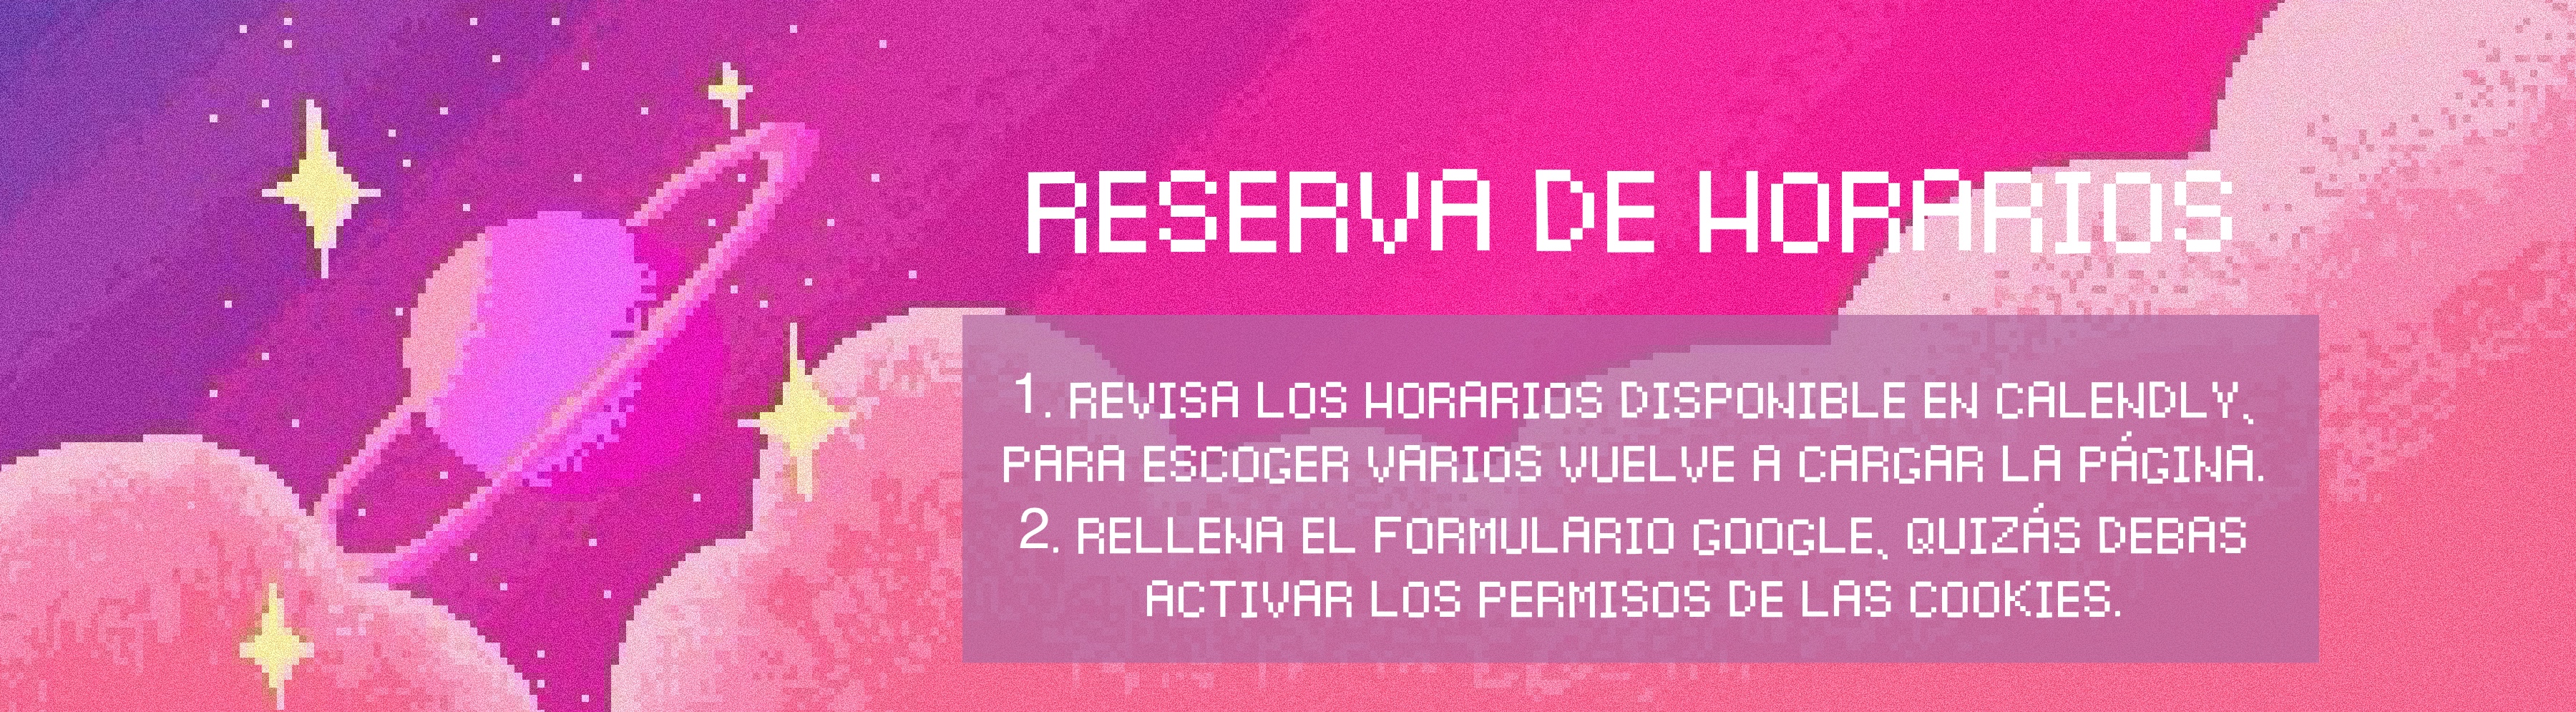 RESERVA DE HORARIOS
1. REVISA LOS HORARIOS DISPONIBLE EN CALENDLY,
PARA ESCOGER VARIOS VUELVE A CARGAR LA PÁGINA.
2. RELLENA EL FORMULARIO GOOGLE, QUIZÁS DEBAS
ACTIVAR LOS PERMISOS DE LAS COOKIES.